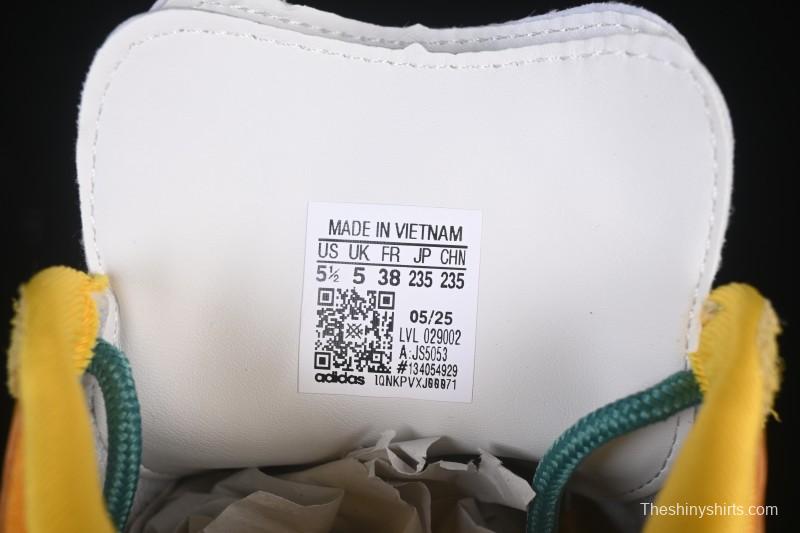 MADE IN VIETNAM
US UK FR JP CHN
5½ 5 38 235 235
05/25
LVL 029002
A:JS5053
#134054929
adidas
Theshinyshirts.com